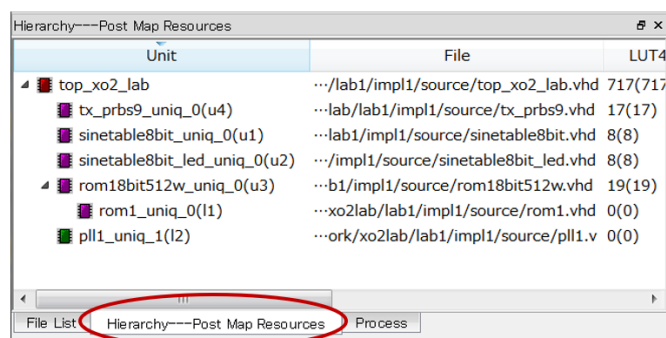 Hierarchy---Post Map Resources
Unit File LUT4
top_xo2_lab …/lab1/impl1/source/top_xo2_lab.vhd 717(717
tx_prbs9_uniq_0(u4) …lab/lab1/impl1/source/tx_prbs9.vhd 17(17)
sinetable8bit_uniq_0(u1) …lab1/impl1/source/sinetable8bit.vhd 8(8)
sinetable8bit_led_uniq_0(u2) …/impl1/source/sinetable8bit_led.vhd 8(8)
rom18bit512w_uniq_0(u3) …b1/impl1/source/rom18bit512w.vhd 19(19)
rom1_uniq_0(l1) …xo2lab/lab1/impl1/source/rom1.vhd 0(0)
pll1_uniq_1(l2) …ork/xo2lab/lab1/impl1/source/pll1.v 0(0)
File List Hierarchy---Post Map Resources Process